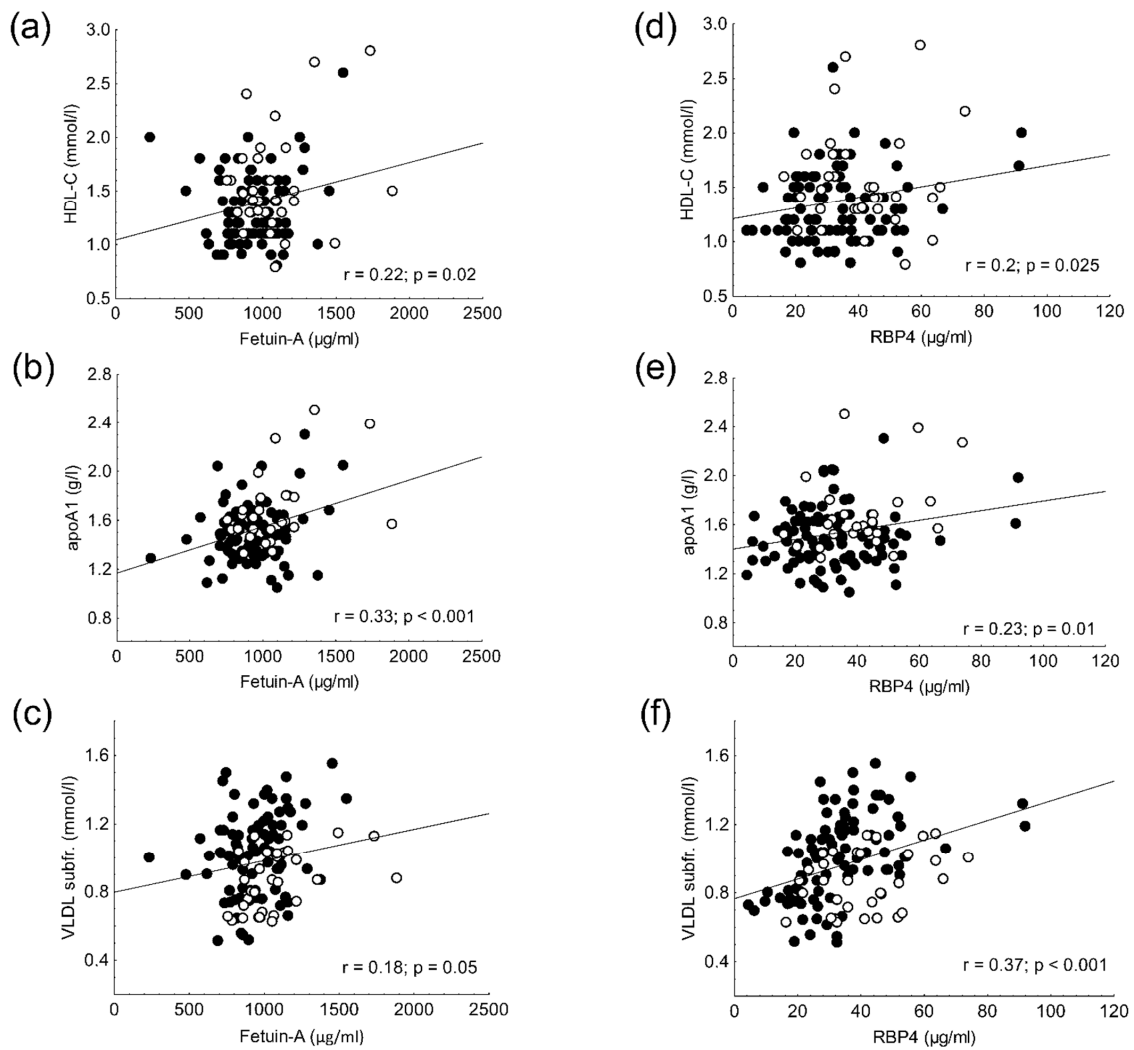 (a)
3.0
2.5
2.0
1.5
1.0
0.5
HDL-C (mmol/l)
r = 0.22; p = 0.02
0 500 1000 1500 2000 2500
Fetuin-A (µg/ml)
(d)
3.0
2.5
2.0
1.5
1.0
0.5
HDL-C (mmol/l)
r = 0.2; p = 0.025
0 20 40 60 80 100 120
RBP4 (µg/ml)
(b)
2.8
2.4
2.0
1.6
1.2
0.8
apoA1 (g/l)
r = 0.33; p < 0.001
0 500 1000 1500 2000 2500
Fetuin-A (µg/ml)
(e)
2.8
2.4
2.0
1.6
1.2
0.8
apoA1 (g/l)
r = 0.23; p = 0.01
0 20 40 60 80 100 120
RBP4 (µg/ml)
(c)
1.6
1.2
0.8
0.4
VLDL subfr. (mmol/l)
r = 0.18; p = 0.05
0 500 1000 1500 2000 2500
Fetuin-A (µg/ml)
(f)
1.6
1.2
0.8
0.4
VLDL subfr. (mmol/l)
r = 0.37; p < 0.001
0 20 40 60 80 100 120
RBP4 (µg/ml)